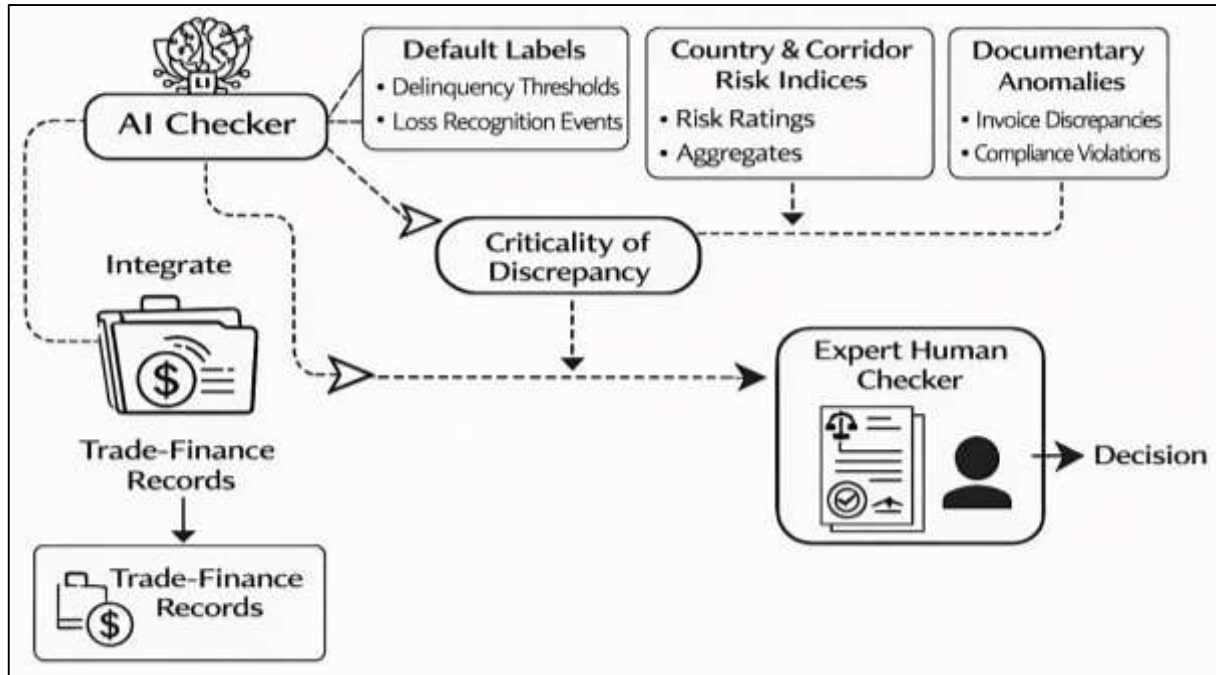 LI
AI Checker
Default Labels
• Delinquency Thresholds
• Loss Recognition Events
Country & Corridor
Risk Indices
• Risk Ratings
• Aggregates
Documentary
Anomalies
• Invoice Discrepancies
• Compliance Violations
Criticality of
Discrepancy
Integrate
$
Trade-Finance
Records
Trade-Finance
Records
$
Expert Human
Checker
Decision